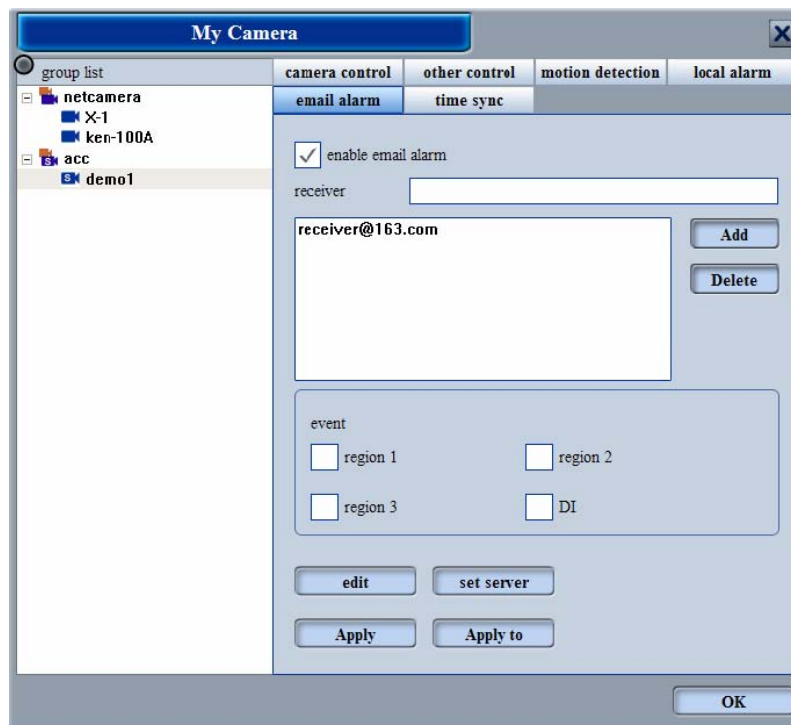 My Camera
X
group list
camera control other control motion detection local alarm
email alarm time sync
netcamera
X-1
ken-100A
acc
S demo1
enable email alarm
receiver
receiver@163.com
Add
Delete
event
region 1 region 2
region 3 DI
edit set server
Apply Apply to
OK